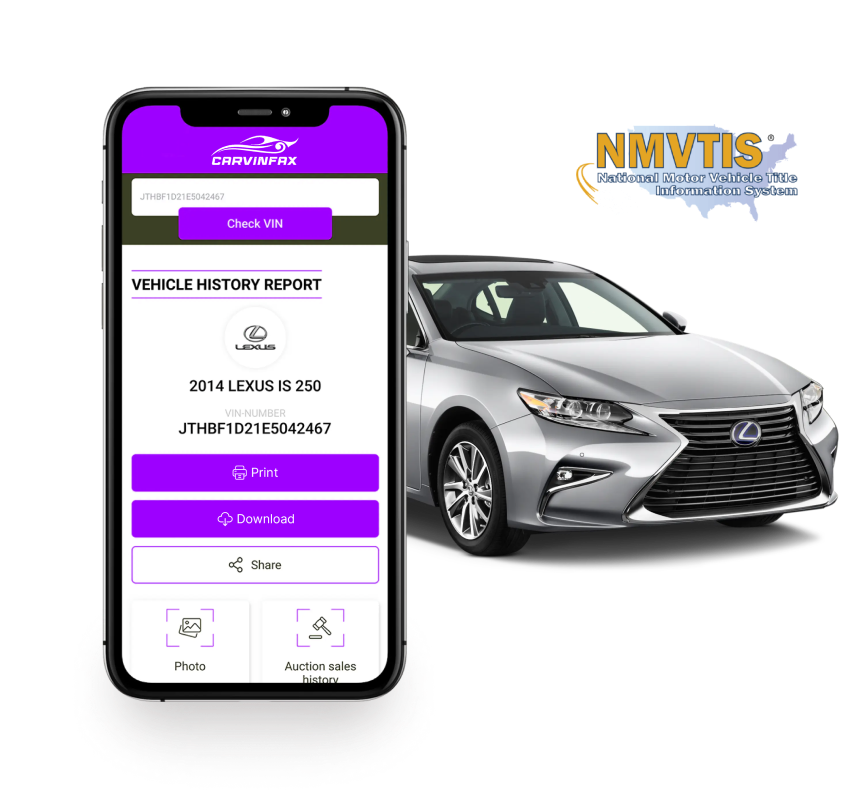 CARVINFAX
JTHBF1D21E5042467
Check VIN
VEHICLE HISTORY REPORT
LEXUS
2014 LEXUS IS 250
VIN-NUMBER
JTHBF1D21E5042467
Print
Download
Share
Photo
Auction sales
history
NMVTIS®
National Motor Vehicle Title
Information System